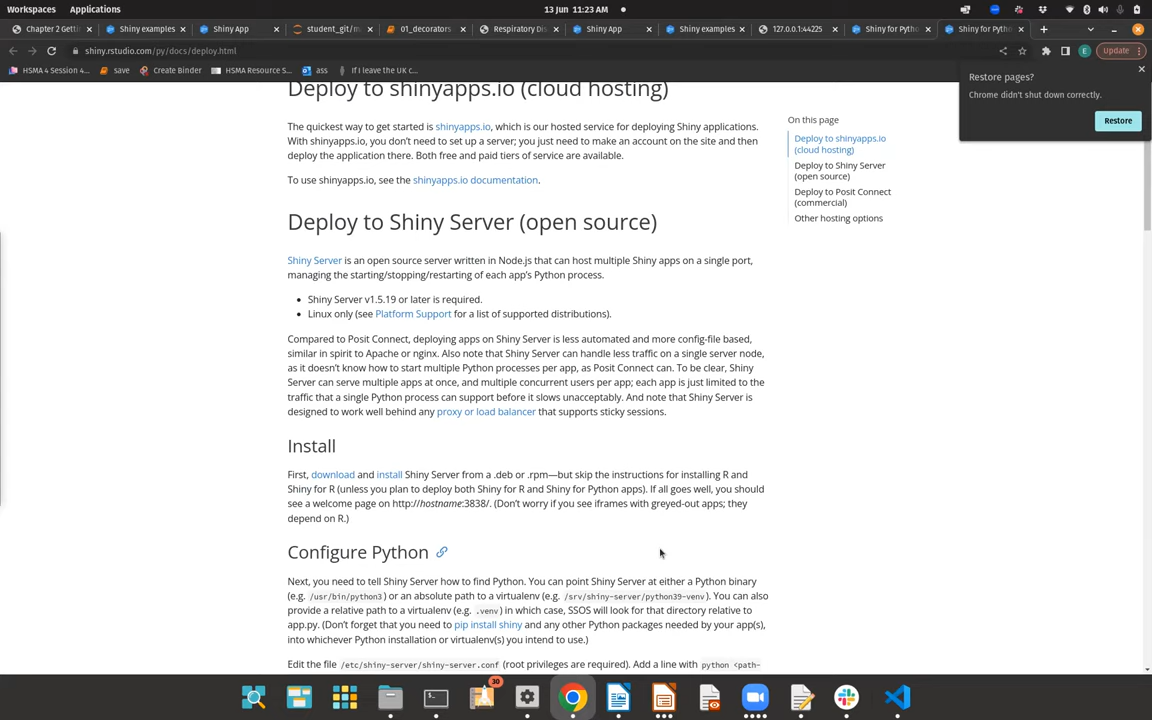 Workspaces Applications 13 Jun 11:23 AM
Chapter 2 Getti Shiny examples Shiny App student_git/m 01_decorators Respiratory Dis Shiny App Shiny examples 127.0.0.1:44225 Shiny for Pytho Shiny for Pytho
shiny.rstudio.com/py/docs/deploy.html E Update
HSMA 4 Session 4... save Create Binder HSMA Resource S... ass If I leave the UK c...
Restore pages?
Chrome didn't shut down correctly.
Restore
Deploy to shinyapps.io (cloud hosting)
The quickest way to get started is shinyapps.io, which is our hosted service for deploying Shiny applications.
With shinyapps.io, you don't need to set up a server; you just need to make an account on the site and then
deploy the application there. Both free and paid tiers of service are available.
To use shinyapps.io, see the shinyapps.io documentation.
On this page
Deploy to shinyapps.io
(cloud hosting)
Deploy to Shiny Server
(open source)
Deploy to Posit Connect
(commercial)
Other hosting options
Deploy to Shiny Server (open source)
Shiny Server is an open source server written in Node.js that can host multiple Shiny apps on a single port,
managing the starting/stopping/restarting of each app's Python process.
• Shiny Server v1.5.19 or later is required.
• Linux only (see Platform Support for a list of supported distributions).
Compared to Posit Connect, deploying apps on Shiny Server is less automated and more config-file based,
similar in spirit to Apache or nginx. Also note that Shiny Server can handle less traffic on a single server node,
as it doesn't know how to start multiple Python processes per app, as Posit Connect can. To be clear, Shiny
Server can serve multiple apps at once, and multiple concurrent users per app; each app is just limited to the
traffic that a single Python process can support before it slows unacceptably. And note that Shiny Server is
designed to work well behind any proxy or load balancer that supports sticky sessions.
Install
First, download and install Shiny Server from a .deb or .rpm—but skip the instructions for installing R and
Shiny for R (unless you plan to deploy both Shiny for R and Shiny for Python apps). If all goes well, you should
see a welcome page on http://hostname:3838/. (Don't worry if you see iframes with greyed-out apps; they
depend on R.)
Configure Python
Next, you need to tell Shiny Server how to find Python. You can point Shiny Server at either a Python binary
(e.g. /usr/bin/python3) or an absolute path to a virtualenv (e.g. /srv/shiny-server/python39-venv). You can also
provide a relative path to a virtualenv (e.g. .venv) in which case, SSOS will look for that directory relative to
app.py. (Don't forget that you need to pip install shiny and any other Python packages needed by your app(s),
into whichever Python installation or virtualenv(s) you intend to use.)
Edit the file /etc/shiny-server/shiny-server.conf (root privileges are required). Add a line with python <path-
30